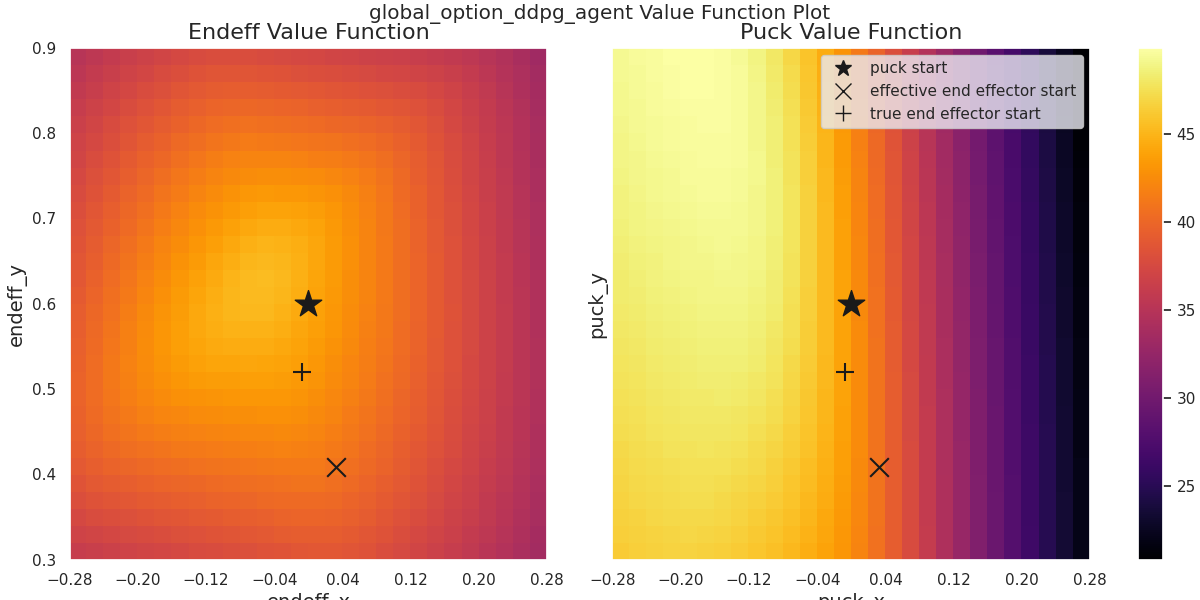 global_option_ddpg_agent Value Function Plot
Endeff Value Function
Puck Value Function
0.9
0.8
0.7
0.6
0.5
0.4
0.3
endeff_y
−0.28 −0.20 −0.12 −0.04 0.04 0.12 0.20 0.28
endeff_x
puck start
effective end effector start
true end effector start
puck_y
−0.28 −0.20 −0.12 −0.04 0.04 0.12 0.20 0.28
puck_x
45
40
35
30
25